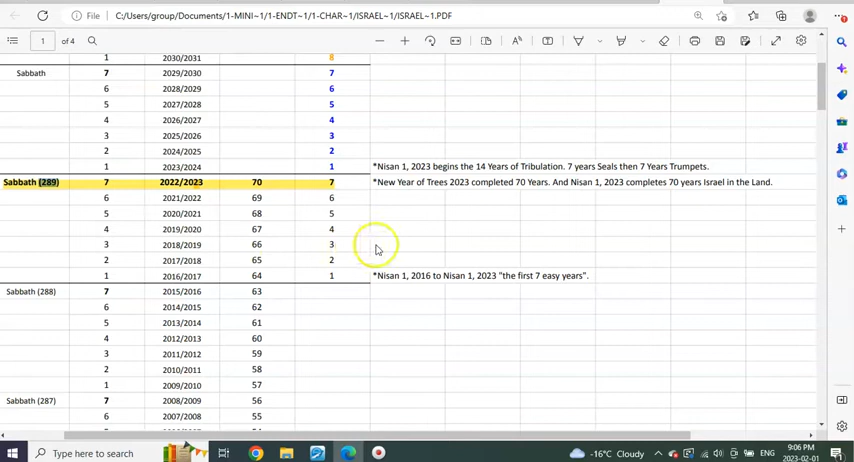 File | C:/Users/group/Documents/1-MINI~1/1-ENDT~1/1-CHAR~1/ISRAEL~1/ISRAEL~1.PDF
1 of 4
1 2030/2031 8
Sabbath 7 2029/2030 7
6 2028/2029 6
5 2027/2028 5
4 2026/2027 4
3 2025/2026 3
2 2024/2025 2
1 2023/2024 1 *Nisan 1, 2023 begins the 14 Years of Tribulation. 7 years Seals then 7 Years Trumpets.
Sabbath (289) 7 2022/2023 70 7 *New Year of Trees 2023 completed 70 Years. And Nisan 1, 2023 completes 70 years Israel in the Land.
6 2021/2022 69 6
5 2020/2021 68 5
4 2019/2020 67 4
3 2018/2019 66 3
2 2017/2018 65 2
1 2016/2017 64 1 *Nisan 1, 2016 to Nisan 1, 2023 "the first 7 easy years".
Sabbath (288) 7 2015/2016 63
6 2014/2015 62
5 2013/2014 61
4 2012/2013 60
3 2011/2012 59
2 2010/2011 58
1 2009/2010 57
Sabbath (287) 7 2008/2009 56
6 2007/2008 55
Type here to search
-16°C Cloudy
ENG
9:06 PM
2023-02-01